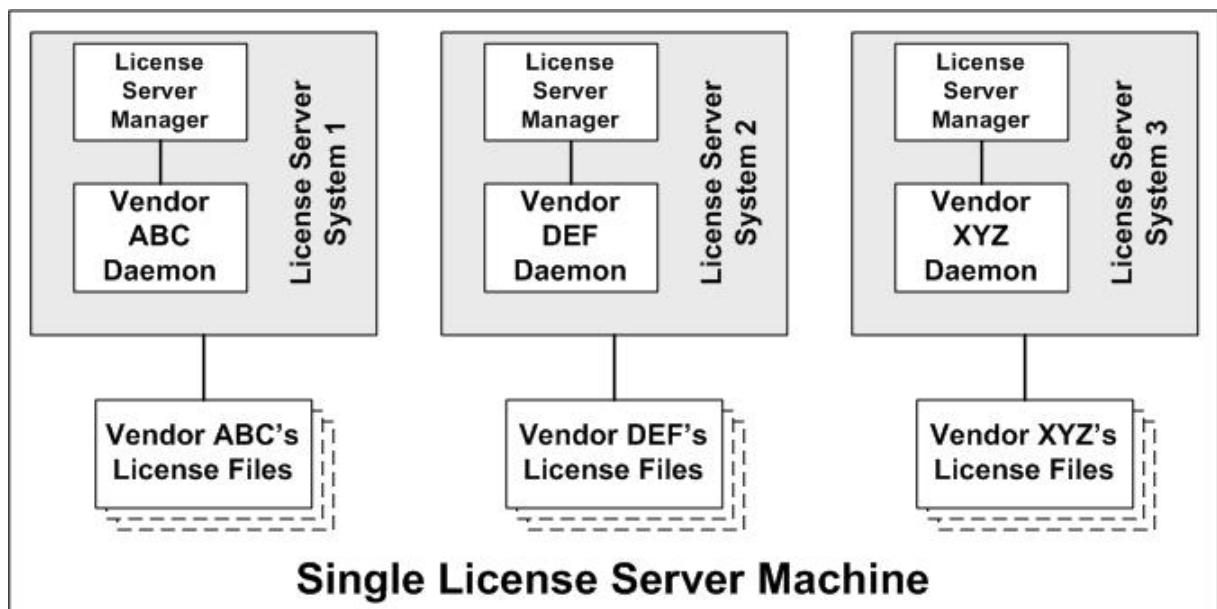 License
Server
Manager
Vendor
ABC
Daemon
License Server
System 1
Vendor ABC's
License Files
License
Server
Manager
Vendor
DEF
Daemon
License Server
System 2
Vendor DEF's
License Files
License
Server
Manager
Vendor
XYZ
Daemon
License Server
System 3
Vendor XYZ's
License Files
Single License Server Machine